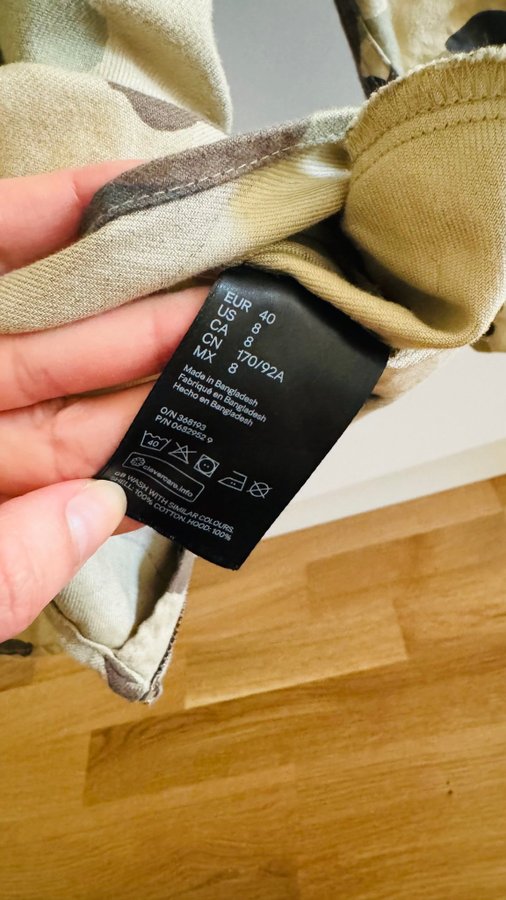 EUR 40
US 8
CA 8
CN 170/92A
MX 8
Made in Bangladesh
Fabriqué en Bangladesh
Hecho en Bangladesh
O/N 368193
P/N 0682952 9
40
clevercare.info
GB WASH WITH SIMILAR COLOURS.
SHELL: 100% COTTON. HOOD: 100%